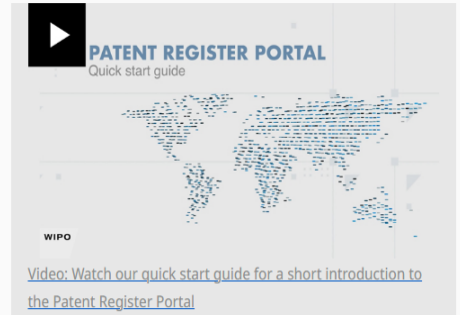 PATENT REGISTER PORTAL
Quick start guide
WIPO
Video: Watch our quick start guide for a short introduction to
the Patent Register Portal